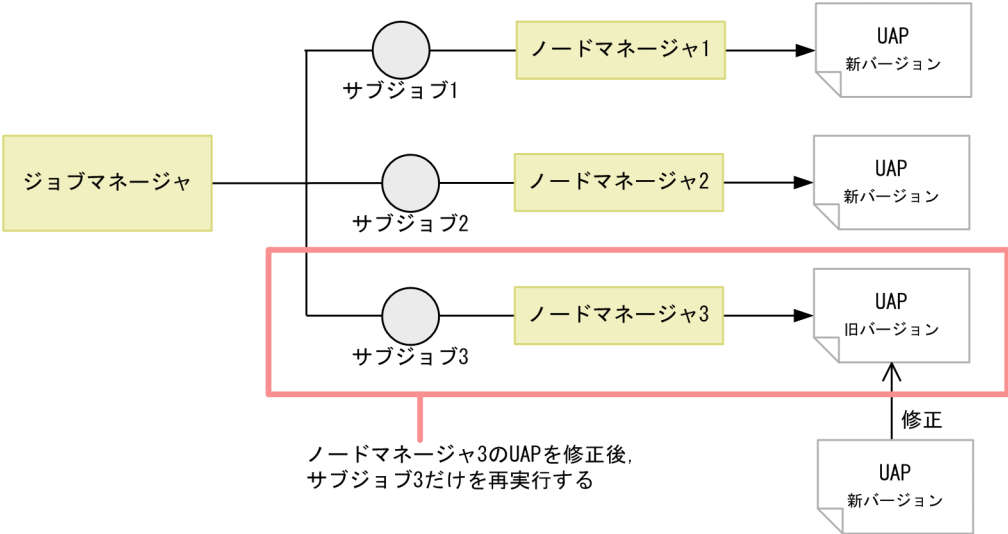 UAP
新バージョン
ノードマネージャ1
サブジョブ1
ジョブマネージャ
UAP
新バージョン
ノードマネージャ2
サブジョブ2
UAP
旧バージョン
ノードマネージャ3
サブジョブ3
修正
ノードマネージャ3のUAPを修正後,
サブジョブ3だけを再実行する
UAP
新バージョン